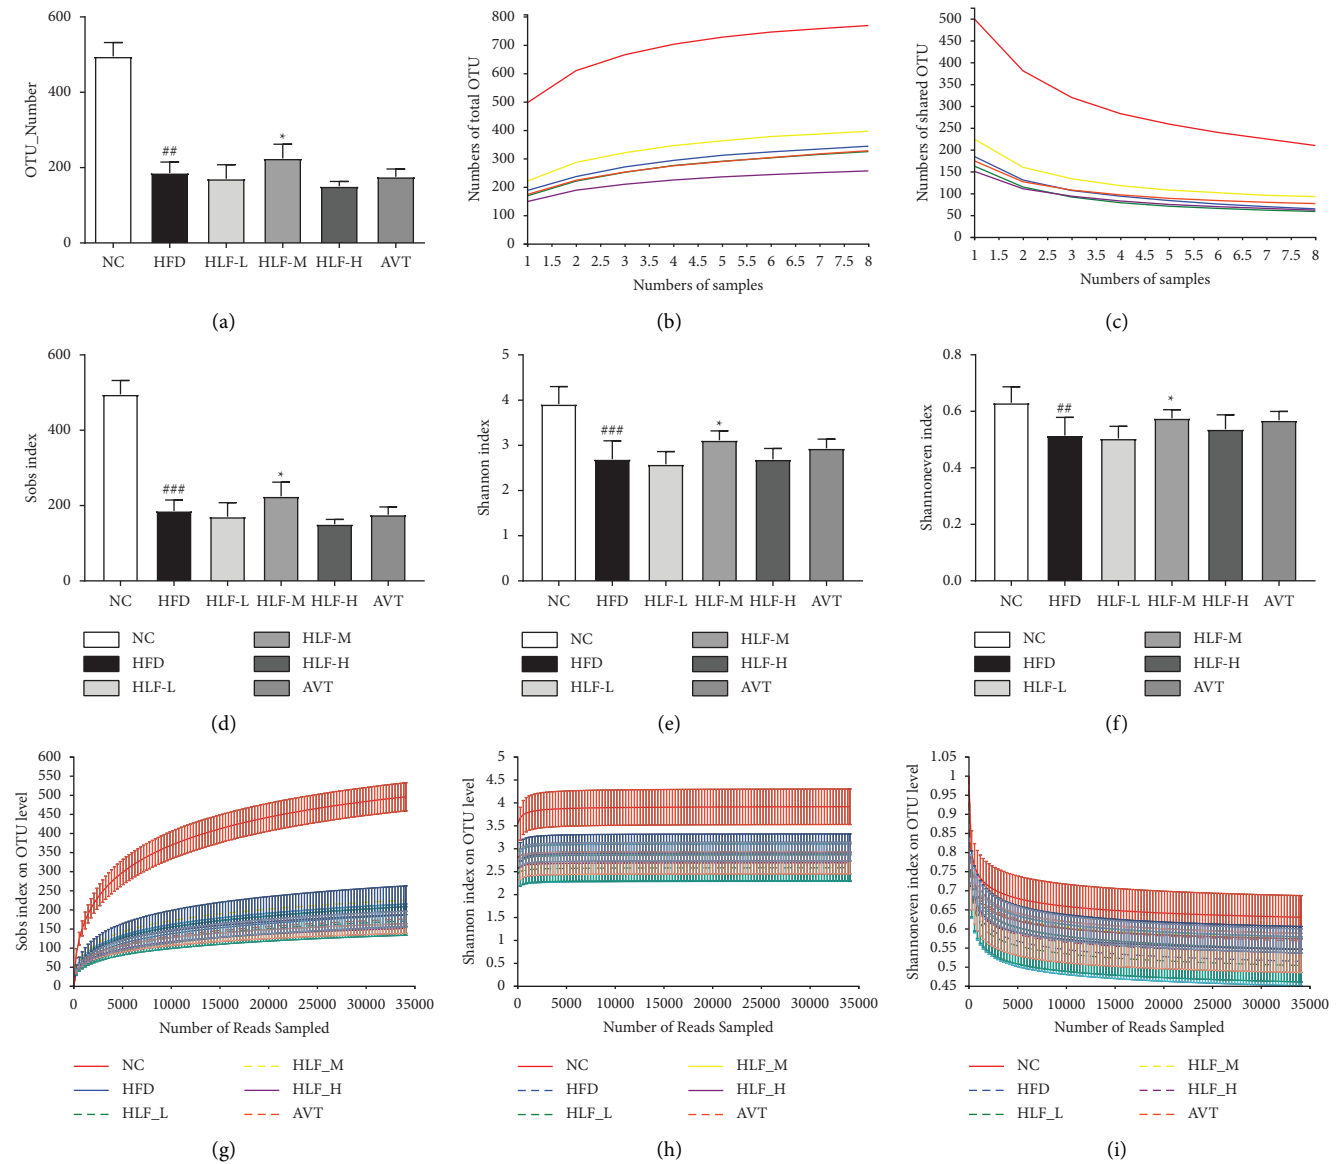 600
400
200
0
OTU_Number
##
*
NC HFD HLF-L HLF-M HLF-H AVT
(a)
800
700
600
500
400
300
200
100
0
Numbers of total OTU
1 2 2.5 3 3.5 4 4.5 5 5.5 6 6.5 7 7.5 8
Numbers of samples
(b)
500
450
400
350
300
250
200
150
100
50
0
Numbers of shared OTU
1 2 2.5 3 3.5 4 4.5 5 5.5 6 6.5 7 7.5 8
Numbers of samples
(c)
600
400
200
0
Sobs index
###
*
NC HFD HLF-L HLF-M HLF-H AVT
NC HLF-M
HFD HLF-H
HLF-L AVT
(d)
5
4
3
2
1
0
Shannon index
###
*
NC HFD HLF-L HLF-M HLF-H AVT
NC HLF-M
HFD HLF-H
HLF-L AVT
(e)
0.8
0.6
0.4
0.2
0.0
Shannoneven index
##
*
NC HFD HLF-L HLF-M HLF-H AVT
NC HLF-M
HFD HLF-H
HLF-L AVT
(f)
600
550
500
450
400
350
300
250
200
150
100
50
0
Sobs index on OTU level
0 5000 10000 15000 20000 25000 30000 35000
Number of Reads Sampled
NC HLF_M
HFD HLF_H
HLF_L AVT
(g)
5
4.5
4
3.5
3
2.5
2
1.5
1
0.5
0
Shannon index on OTU level
0 5000 10000 15000 20000 25000 30000 35000
Number of Reads Sampled
NC HLF_M
HFD HLF_H
HLF_L AVT
(h)
1.05
1
0.95
0.9
0.85
0.8
0.75
0.7
0.65
0.6
0.55
0.5
0.45
Shannoneven index on OTU level
0 5000 10000 15000 20000 25000 30000 35000
Number of Reads Sampled
NC HLF_M
HFD HLF_H
HLF_L AVT
(i)